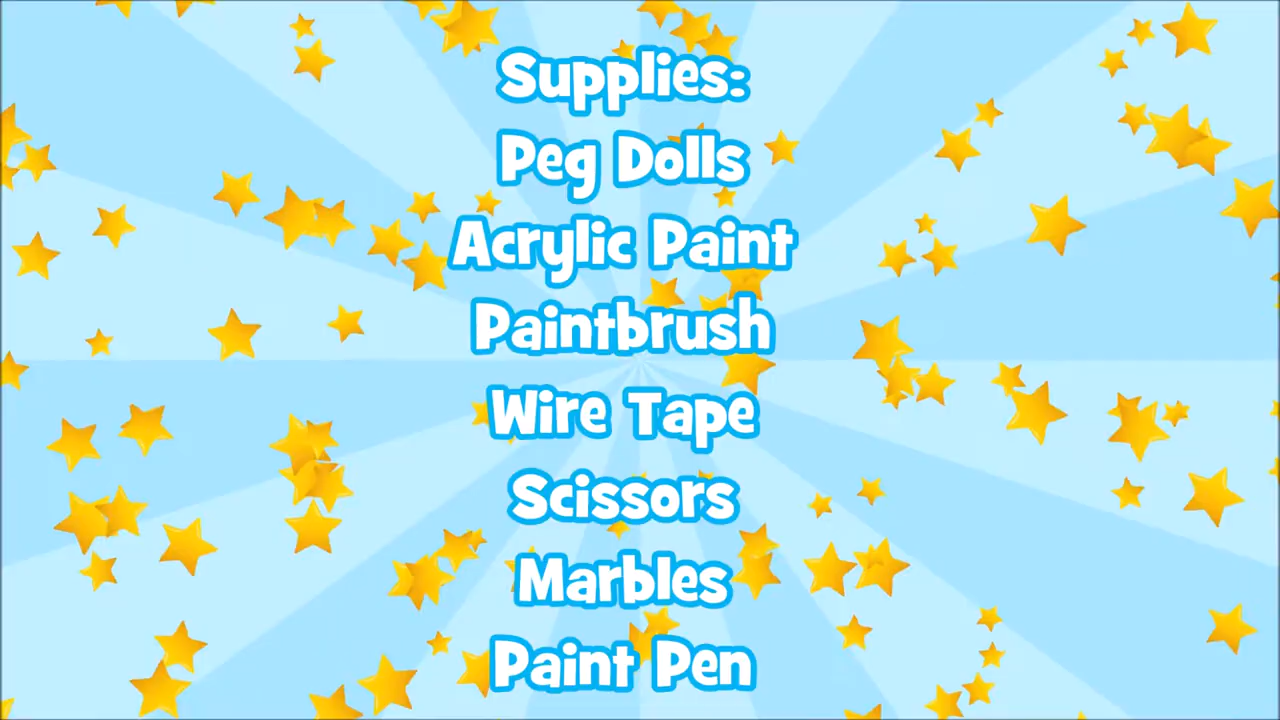 Supplies:
Peg Dolls
Acrylic Paint
Paintbrush
Wire Tape
Scissors
Marbles
Paint Pen